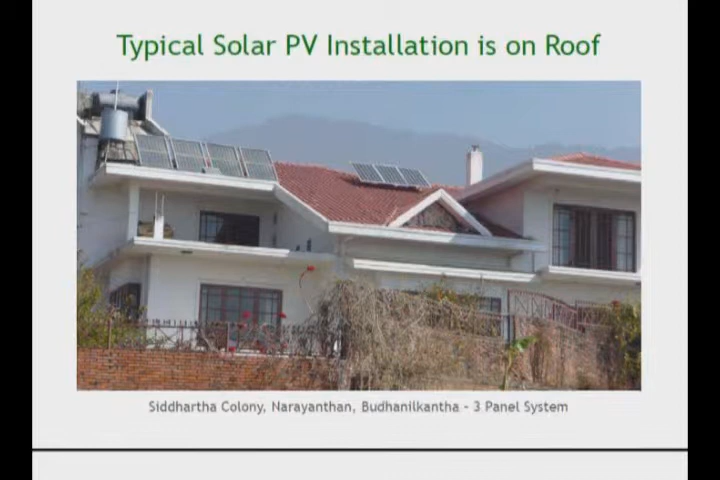 Typical Solar PV Installation is on Roof
Siddhartha Colony, Narayanthan, Budhanilkantha - 3 Panel System